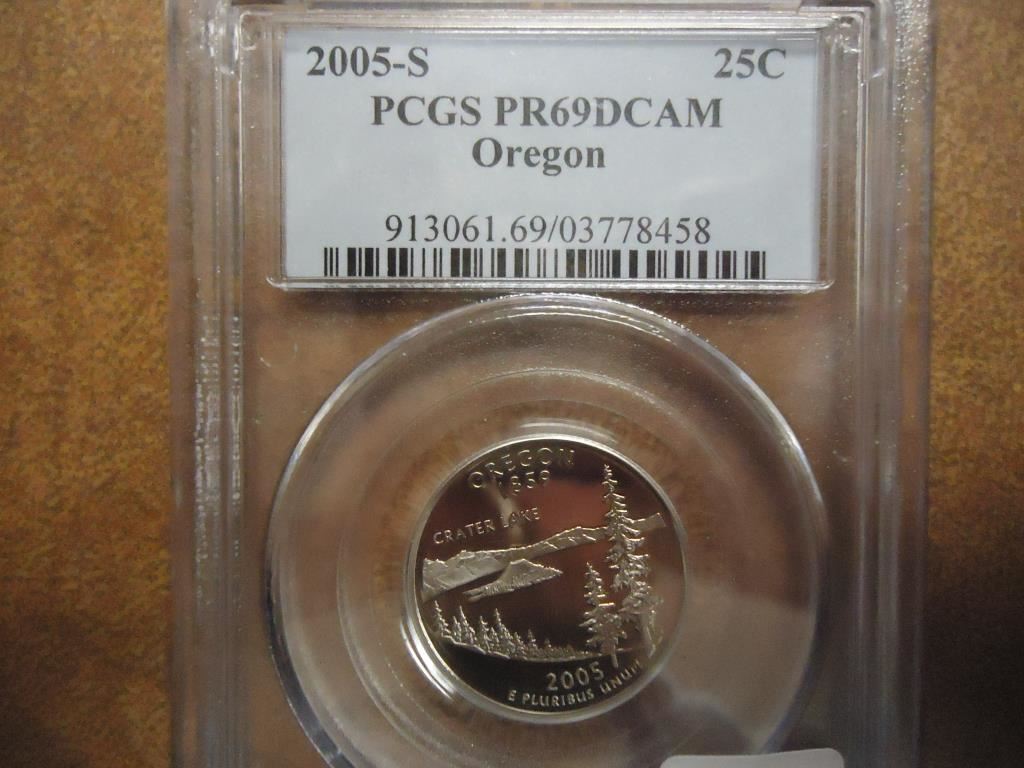 2005-S 25C
PCGS PR69DCAM
Oregon
913061.69/03778458
OREGON
1859
CRATER LAKE
2005
E PLURIBUS UNUM